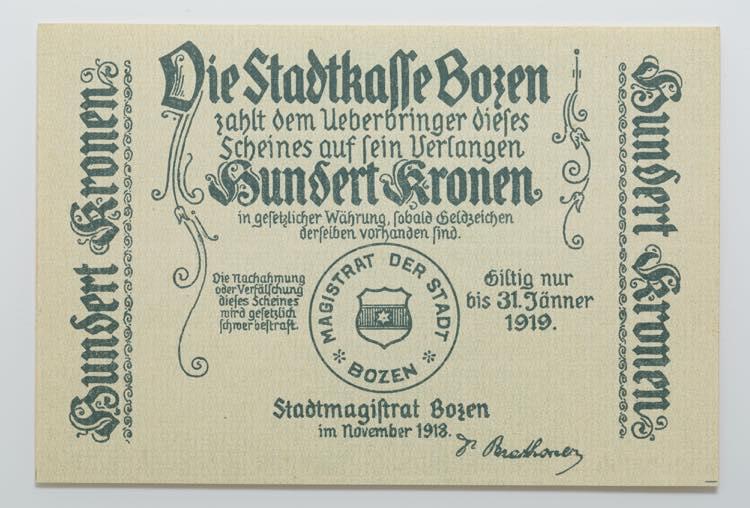 Die Stadtkasse Bozen
zahlt dem Ueberbringer dieses
Scheines auf sein Verlangen
Hundert Kronen
in gesetzlicher Währung, sobald Geldzeichen
derselben vorhanden sind.
Hundert Kronen
Die Nachahmung
oder Verfälschung
dieses Scheines
wird gesetzlich
schwer bestraft.
MAGISTRAT DER STADT
* BOZEN *
Giltig nur
bis 31. Jänner
1919.
Hundert Kronen
Stadtmagistrat Bozen
im November 1918.
Dr